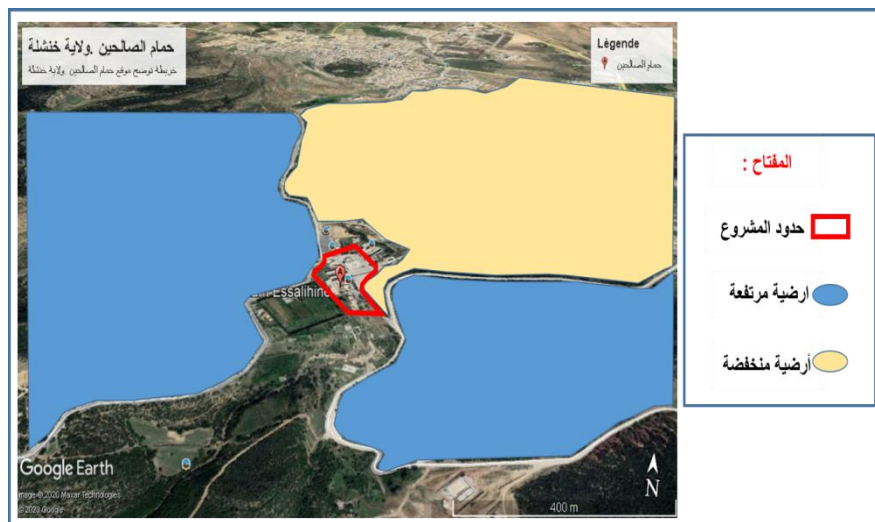 حمام الصالحين .ولاية خنشلة
خريطة توضح موقع حمام الصالحين .ولاية خنشلة
Légende
حمام الصالحين
المفتاح :
حدود المشروع
ارضية مرتفعة
أرضية منخفضة
Essalihine
A
Google Earth
Image © 2020 Maxar Technologies
© 2023 Google
N
400 m